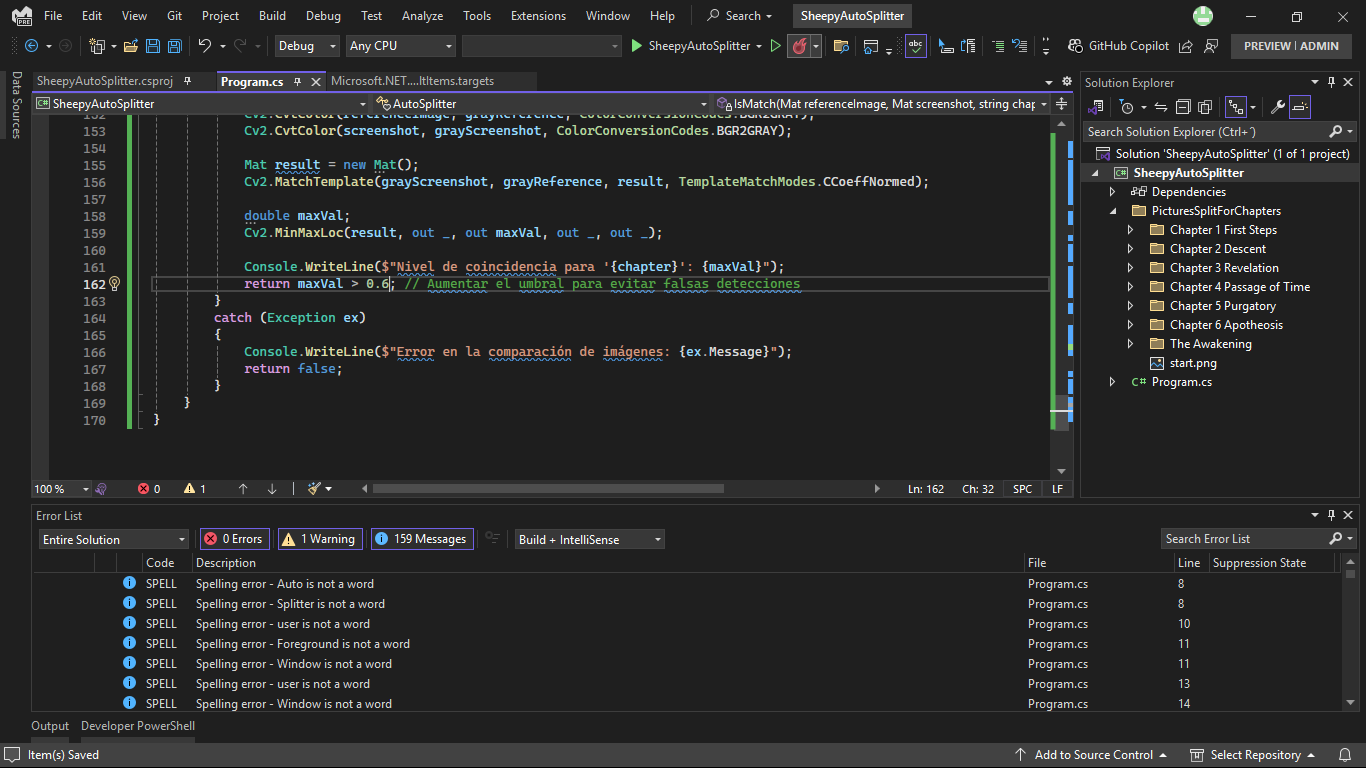 File Edit View Git Project Build Debug Test Analyze Tools Extensions Window Help Search SheepyAutoSplitter
PRE
Debug Any CPU SheepyAutoSplitter abc GitHub Copilot PREVIEW | ADMIN
Data Sources
SheepyAutoSplitter.csproj Program.cs Microsoft.NET....ItItems.targets
C# SheepyAutoSplitter AutoSplitter IsMatch(Mat referenceImage, Mat screenshot, string chap
152 Cv2.CvtColor(referenceImage, grayReference, ColorConversionCodes.BGR2GRAY);
153 Cv2.CvtColor(screenshot, grayScreenshot, ColorConversionCodes.BGR2GRAY);
154
155 Mat result = new Mat();
156 Cv2.MatchTemplate(grayScreenshot, grayReference, result, TemplateMatchModes.CCoeffNormed);
157
158 double maxVal;
159 Cv2.MinMaxLoc(result, out _, out maxVal, out _, out _);
160
161 Console.WriteLine($"Nivel de coincidencia para '{chapter}': {maxVal}");
162 return maxVal > 0.6; // Aumentar el umbral para evitar falsas detecciones
163 }
164 catch (Exception ex)
165 {
166 Console.WriteLine($"Error en la comparación de imágenes: {ex.Message}");
167 return false;
168 }
169 }
170 }
100 % 0 1 Ln: 162 Ch: 32 SPC LF
Solution Explorer
Search Solution Explorer (Ctrl+´)
Solution 'SheepyAutoSplitter' (1 of 1 project)
C# SheepyAutoSplitter
Dependencies
PicturesSplitForChapters
Chapter 1 First Steps
Chapter 2 Descent
Chapter 3 Revelation
Chapter 4 Passage of Time
Chapter 5 Purgatory
Chapter 6 Apotheosis
The Awakening
start.png
C# Program.cs
Error List
Entire Solution 0 Errors 1 Warning 159 Messages Build + IntelliSense Search Error List
Code Description File Line Suppression State
SPELL Spelling error - Auto is not a word Program.cs 8
SPELL Spelling error - Splitter is not a word Program.cs 8
SPELL Spelling error - user is not a word Program.cs 10
SPELL Spelling error - Foreground is not a word Program.cs 11
SPELL Spelling error - Window is not a word Program.cs 11
SPELL Spelling error - user is not a word Program.cs 13
SPELL Spelling error - Window is not a word Program.cs 14
Output Developer PowerShell
Item(s) Saved Add to Source Control Select Repository